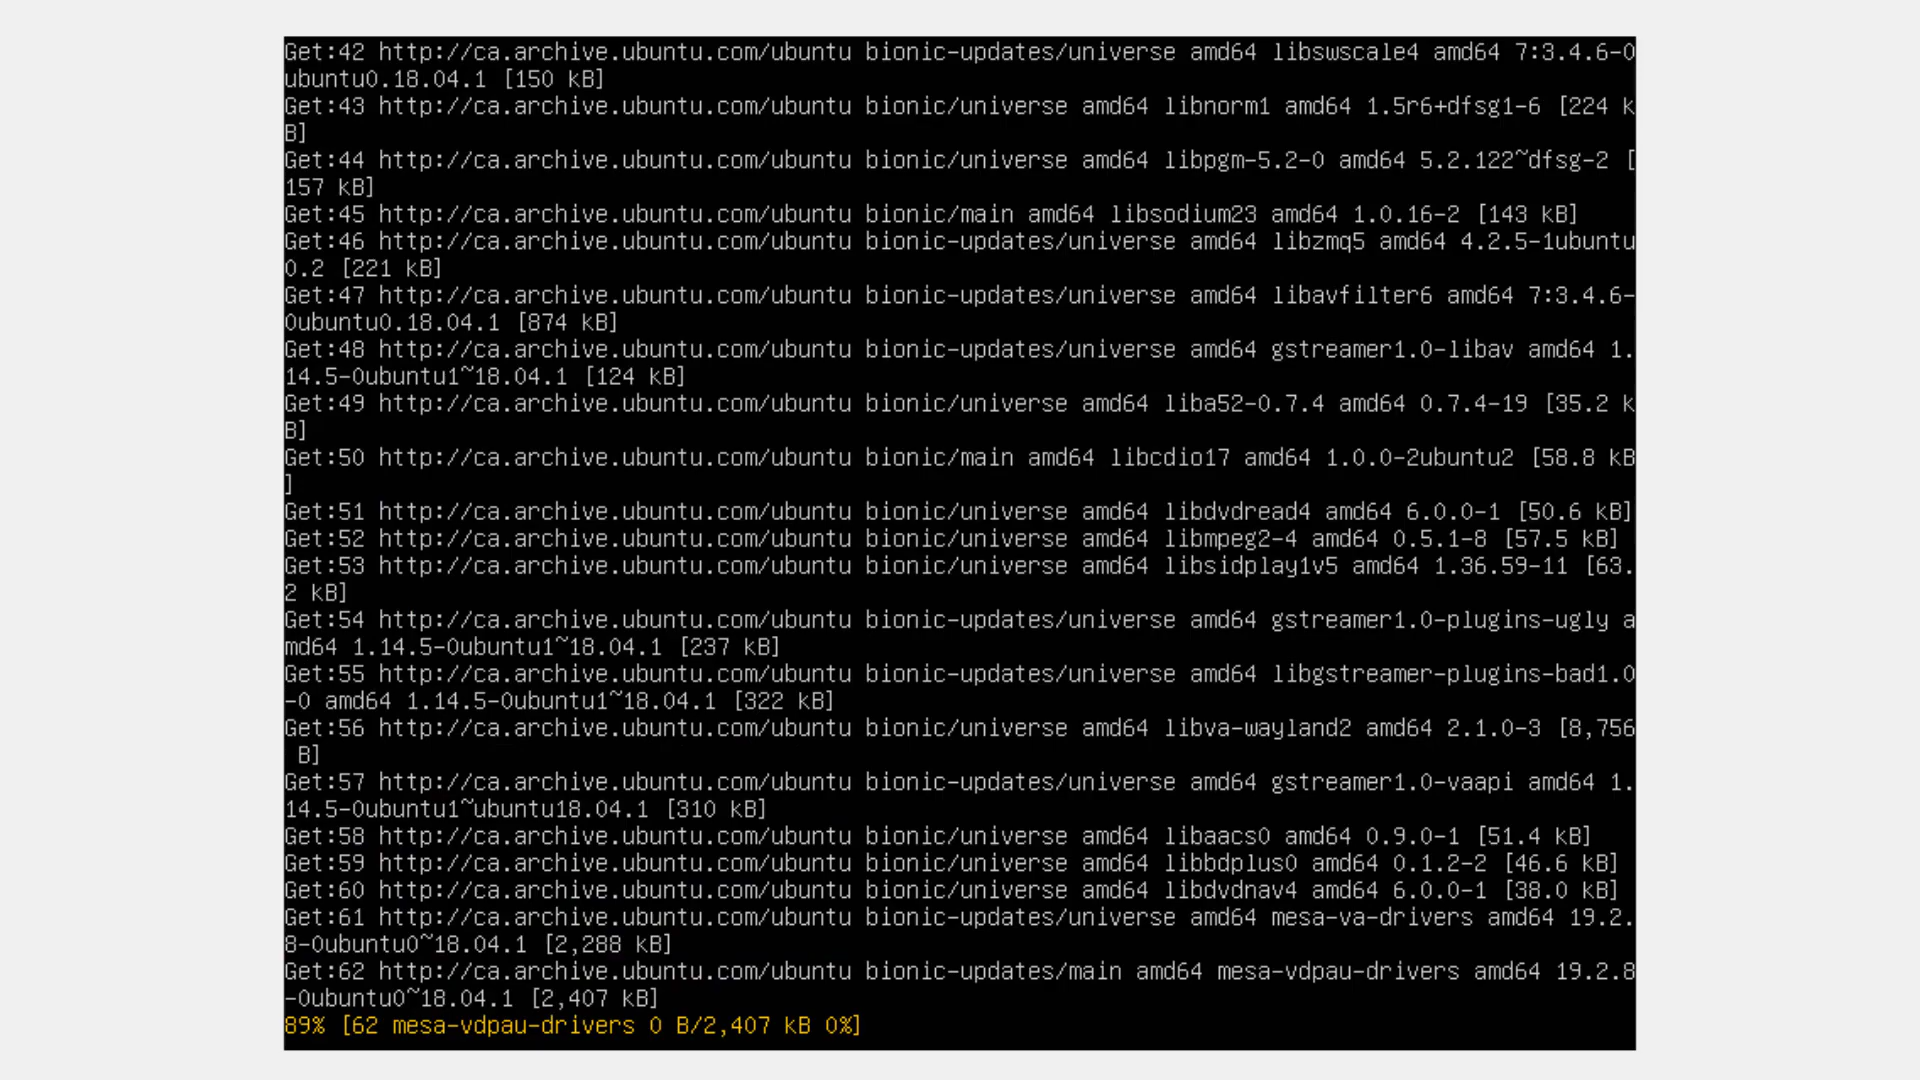 Get:42 http://ca.archive.ubuntu.com/ubuntu bionic-updates/universe amd64 libswscale4 amd64 7:3.4.6-0
ubuntu0.18.04.1 [150 kB]
Get:43 http://ca.archive.ubuntu.com/ubuntu bionic/universe amd64 libnorm1 amd64 1.5r6+dfsg1-6 [224 k
B]
Get:44 http://ca.archive.ubuntu.com/ubuntu bionic/universe amd64 libpgm-5.2-0 amd64 5.2.122~dfsg-2 [
157 kB]
Get:45 http://ca.archive.ubuntu.com/ubuntu bionic/main amd64 libsodium23 amd64 1.0.16-2 [143 kB]
Get:46 http://ca.archive.ubuntu.com/ubuntu bionic-updates/universe amd64 libzmq5 amd64 4.2.5-1ubuntu
0.2 [221 kB]
Get:47 http://ca.archive.ubuntu.com/ubuntu bionic-updates/universe amd64 libavfilter6 amd64 7:3.4.6-
0ubuntu0.18.04.1 [874 kB]
Get:48 http://ca.archive.ubuntu.com/ubuntu bionic-updates/universe amd64 gstreamer1.0-libav amd64 1.
14.5-0ubuntu1~18.04.1 [124 kB]
Get:49 http://ca.archive.ubuntu.com/ubuntu bionic/universe amd64 liba52-0.7.4 amd64 0.7.4-19 [35.2 k
B]
Get:50 http://ca.archive.ubuntu.com/ubuntu bionic/main amd64 libcdio17 amd64 1.0.0-2ubuntu2 [58.8 kB
]
Get:51 http://ca.archive.ubuntu.com/ubuntu bionic/universe amd64 libdvdread4 amd64 6.0.0-1 [50.6 kB]
Get:52 http://ca.archive.ubuntu.com/ubuntu bionic/universe amd64 libmpeg2-4 amd64 0.5.1-8 [57.5 kB]
Get:53 http://ca.archive.ubuntu.com/ubuntu bionic/universe amd64 libsidplay1v5 amd64 1.36.59-11 [63.
2 kB]
Get:54 http://ca.archive.ubuntu.com/ubuntu bionic-updates/universe amd64 gstreamer1.0-plugins-ugly a
md64 1.14.5-0ubuntu1~18.04.1 [237 kB]
Get:55 http://ca.archive.ubuntu.com/ubuntu bionic-updates/universe amd64 libgstreamer-plugins-bad1.0
-0 amd64 1.14.5-0ubuntu1~18.04.1 [322 kB]
Get:56 http://ca.archive.ubuntu.com/ubuntu bionic/universe amd64 libva-wayland2 amd64 2.1.0-3 [8,756
 B]
Get:57 http://ca.archive.ubuntu.com/ubuntu bionic-updates/universe amd64 gstreamer1.0-vaapi amd64 1.
14.5-0ubuntu1~ubuntu18.04.1 [310 kB]
Get:58 http://ca.archive.ubuntu.com/ubuntu bionic/universe amd64 libaacs0 amd64 0.9.0-1 [51.4 kB]
Get:59 http://ca.archive.ubuntu.com/ubuntu bionic/universe amd64 libbdplus0 amd64 0.1.2-2 [46.6 kB]
Get:60 http://ca.archive.ubuntu.com/ubuntu bionic/universe amd64 libdvdnav4 amd64 6.0.0-1 [38.0 kB]
Get:61 http://ca.archive.ubuntu.com/ubuntu bionic-updates/universe amd64 mesa-va-drivers amd64 19.2.
8-0ubuntu0~18.04.1 [2,288 kB]
Get:62 http://ca.archive.ubuntu.com/ubuntu bionic-updates/main amd64 mesa-vdpau-drivers amd64 19.2.8
-0ubuntu0~18.04.1 [2,407 kB]
89% [62 mesa-vdpau-drivers 0 B/2,407 kB 0%]